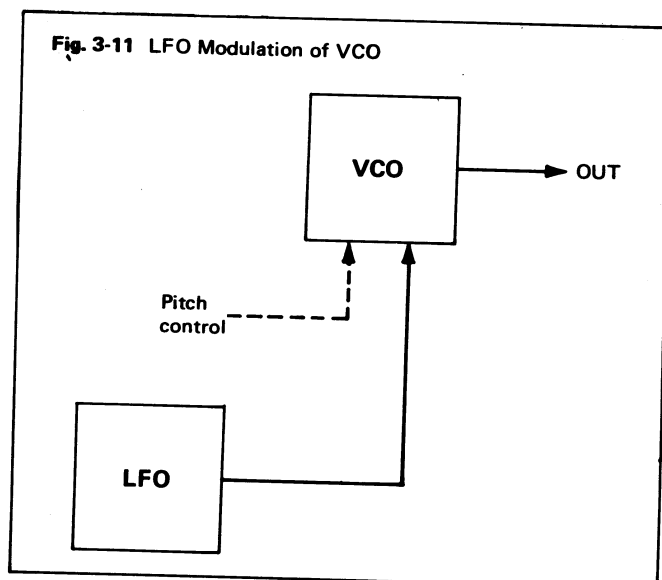 Fig. 3-11 LFO Modulation of VCO
VCO
OUT
Pitch
control
LFO